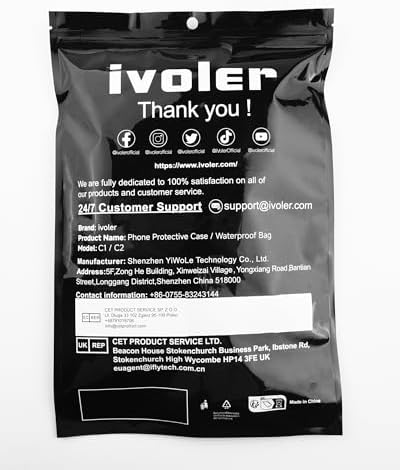 ivoler
Thank you !
@ivolerofficial @ivolerofficial @ivolerofficial @IVolerOfficial @ivolerofficial
https://www.ivoler.com/
We are fully dedicated to 100% satisfaction on all of
our products and customer service.
24/7 Customer Support support@ivoler.com
Brand: ivoler
Product Name: Phone Protective Case / Waterproof Bag
Model: C1 / C2
Manufacturer: Shenzhen YiWoLe Technology Co., Ltd.
Address:5F,Zong He Building, Xinweizai Village, Yongxiang Road,Bantian
Street,Longgang District,Shenzhen China 518000
Contact information: +86-0755-83243144
CET PRODUCT SERVICE SP. Z O.O.
EC REP
UK REP CET PRODUCT SERVICE LTD.
Beacon House Stokenchurch Business Park, Ibstone Rd,
Stokenchurch High Wycombe HP14 3FE UK
euagent@iftytech.com.cn
Made in China